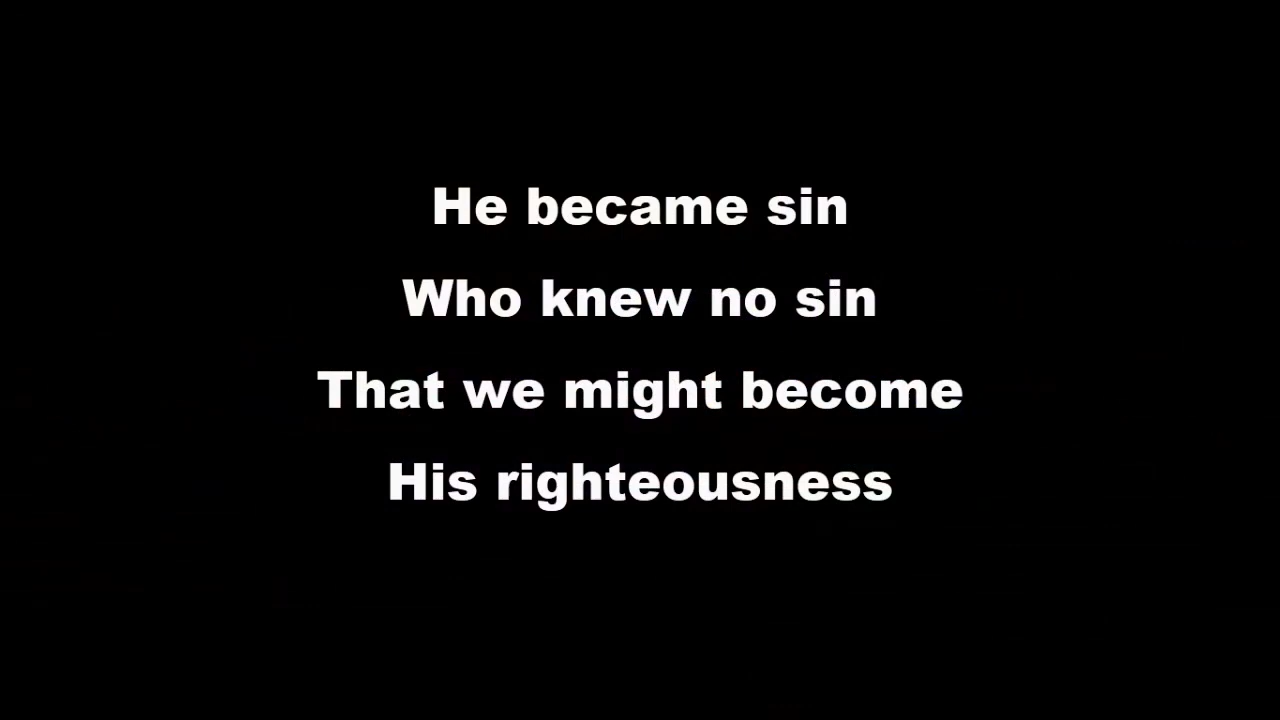 He became sin
Who knew no sin
That we might become
His righteousness